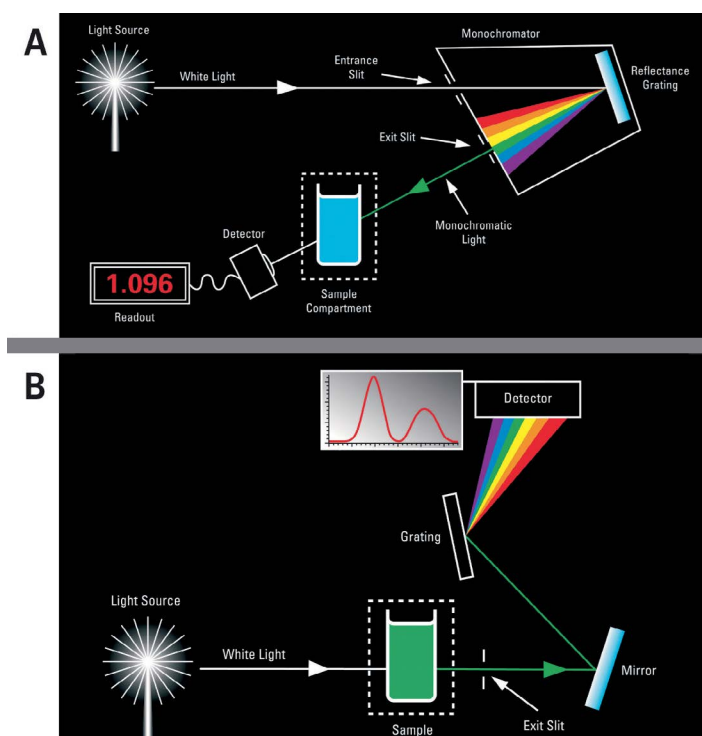 A
Light Source
Monochromator
Entrance
Slit
White Light
Reflectance
Grating
Exit Slit
Monochromatic
Light
Detector
1.096
Sample
Compartment
Readout
B
Detector
Grating
Light Source
White Light
Mirror
Exit Slit
Sample